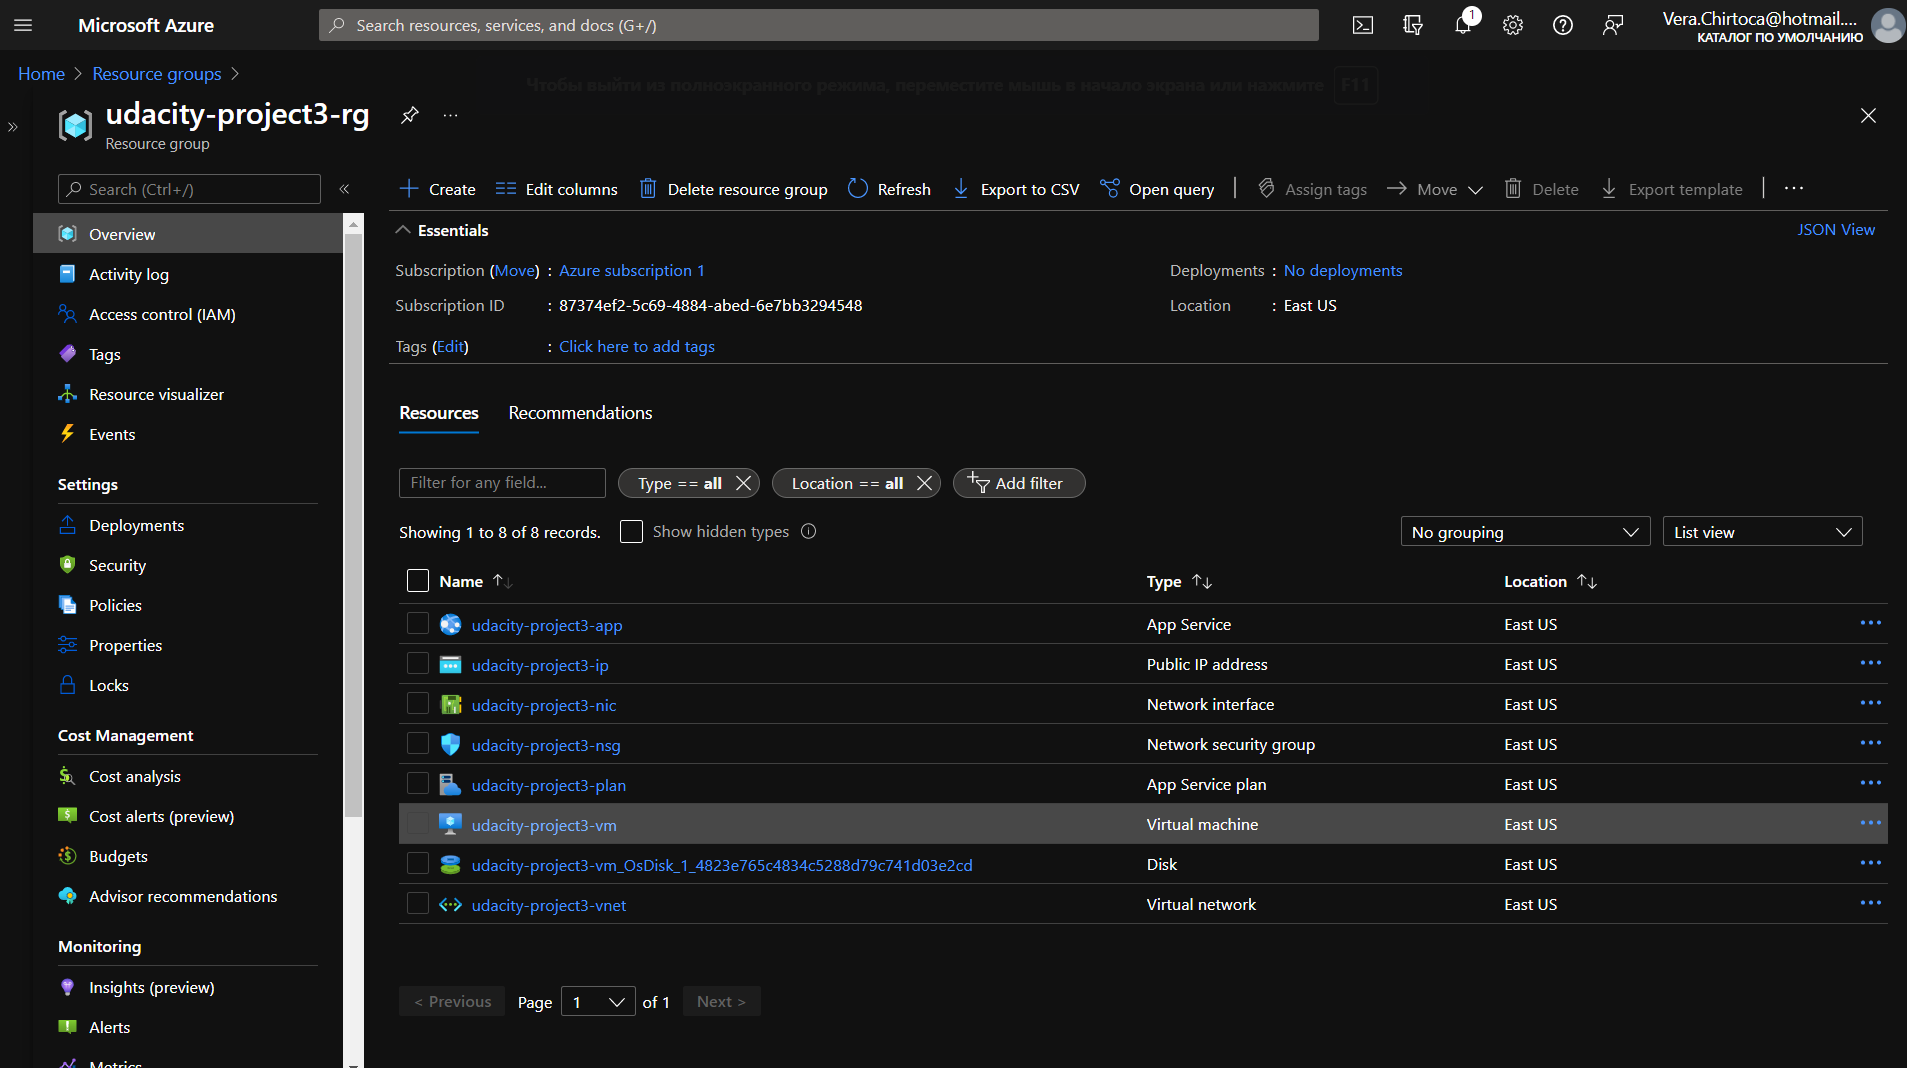 Microsoft Azure
Search resources, services, and docs (G+/)
1
Vera.Chirtoca@hotmail....
КАТАЛОГ ПО УМОЛЧАНИЮ
Home > Resource groups >
Чтобы выйти из полноэкранного режима, переместите мышь в начало экрана или нажмите F11
udacity-project3-rg
Resource group
Search (Ctrl+/)
Overview
Activity log
Access control (IAM)
Tags
Resource visualizer
Events
Settings
Deployments
Security
Policies
Properties
Locks
Cost Management
Cost analysis
Cost alerts (preview)
Budgets
Advisor recommendations
Monitoring
Insights (preview)
Alerts
Metrics
Create Edit columns Delete resource group Refresh Export to CSV Open query Assign tags Move Delete Export template
Essentials
JSON View
Subscription (Move) : Azure subscription 1
Subscription ID : 87374ef2-5c69-4884-abed-6e7bb3294548
Tags (Edit) : Click here to add tags
Deployments : No deployments
Location : East US
Resources Recommendations
Filter for any field... Type == all Location == all Add filter
Showing 1 to 8 of 8 records. Show hidden types No grouping List view
Name Type Location
udacity-project3-app App Service East US
udacity-project3-ip Public IP address East US
udacity-project3-nic Network interface East US
udacity-project3-nsg Network security group East US
udacity-project3-plan App Service plan East US
udacity-project3-vm Virtual machine East US
udacity-project3-vm_OsDisk_1_4823e765c4834c5288d79c741d03e2cd Disk East US
udacity-project3-vnet Virtual network East US
< Previous Page 1 of 1 Next >